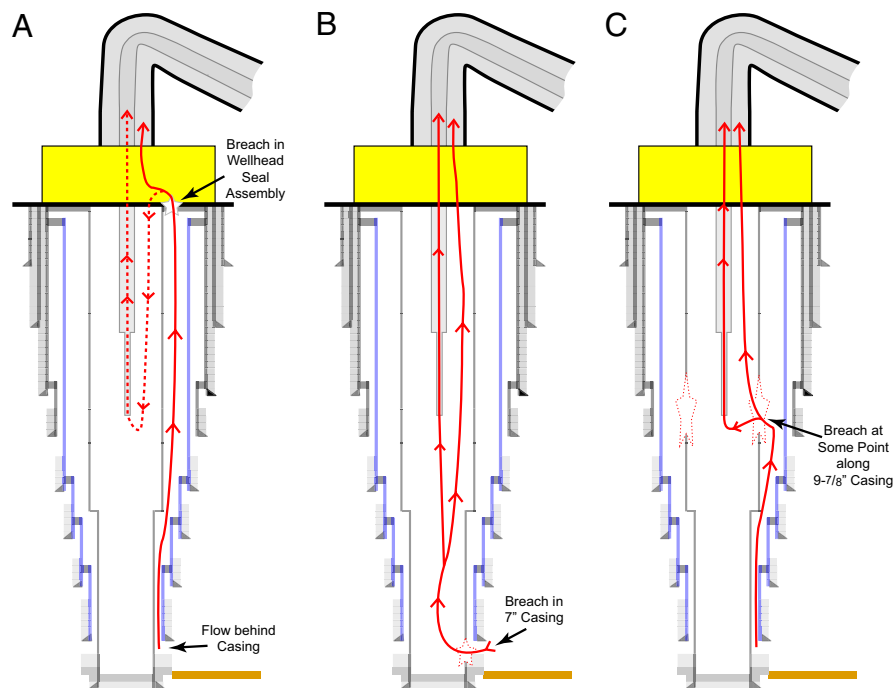 A
B
C
Breach in
Wellhead
Seal
Assembly
Flow behind
Casing
Breach in
7” Casing
Breach at
Some Point
along
9-7/8” Casing